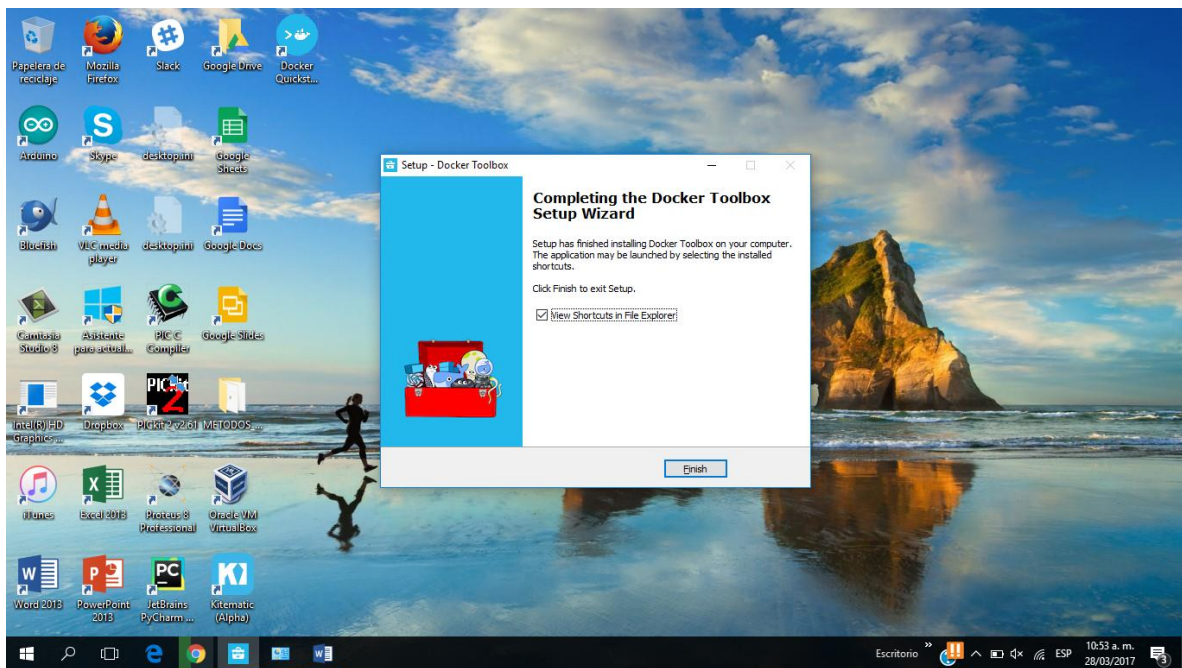 Papelera de
reciclaje
Mozilla
Firefox
Slack
Google Drive
Docker
Quickst...
Arduino
Skype
desktop.ini
Google
Sheets
Bluefish
VLC media
player
desktop.ini
Google Docs
Camtasia
Studio 8
Asistente
para actual...
PIC C
Compiler
Google Slides
Intel(R) HD
Graphics ...
Dropbox
PICkit 2 v2.61
METODOS_...
iTunes
Excel 2013
Proteus 8
Professional
Oracle VM
VirtualBox
Word 2013
PowerPoint
2013
JetBrains
PyCharm ...
Kitematic
(Alpha)
Setup - Docker Toolbox
Completing the Docker Toolbox
Setup Wizard
Setup has finished installing Docker Toolbox on your computer.
The application may be launched by selecting the installed
shortcuts.
Click Finish to exit Setup.
View Shortcuts in File Explorer
Finish
Escritorio
ESP
10:53 a. m.
28/03/2017
3